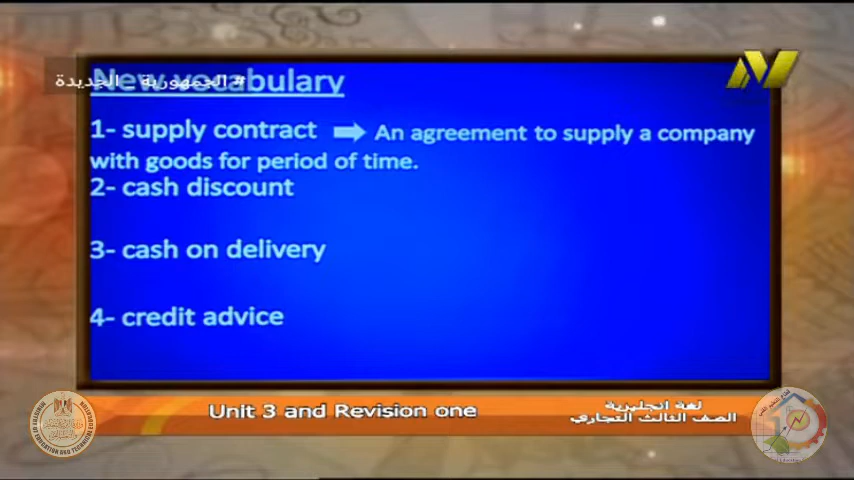 # الجمهورية _ الجديدة
New vocabulary
1- supply contract ➡ An agreement to supply a company
with goods for period of time.
2- cash discount
3- cash on delivery
4- credit advice
Unit 3 and Revision one
لغة انجليزية
الصف الثالث التجاري